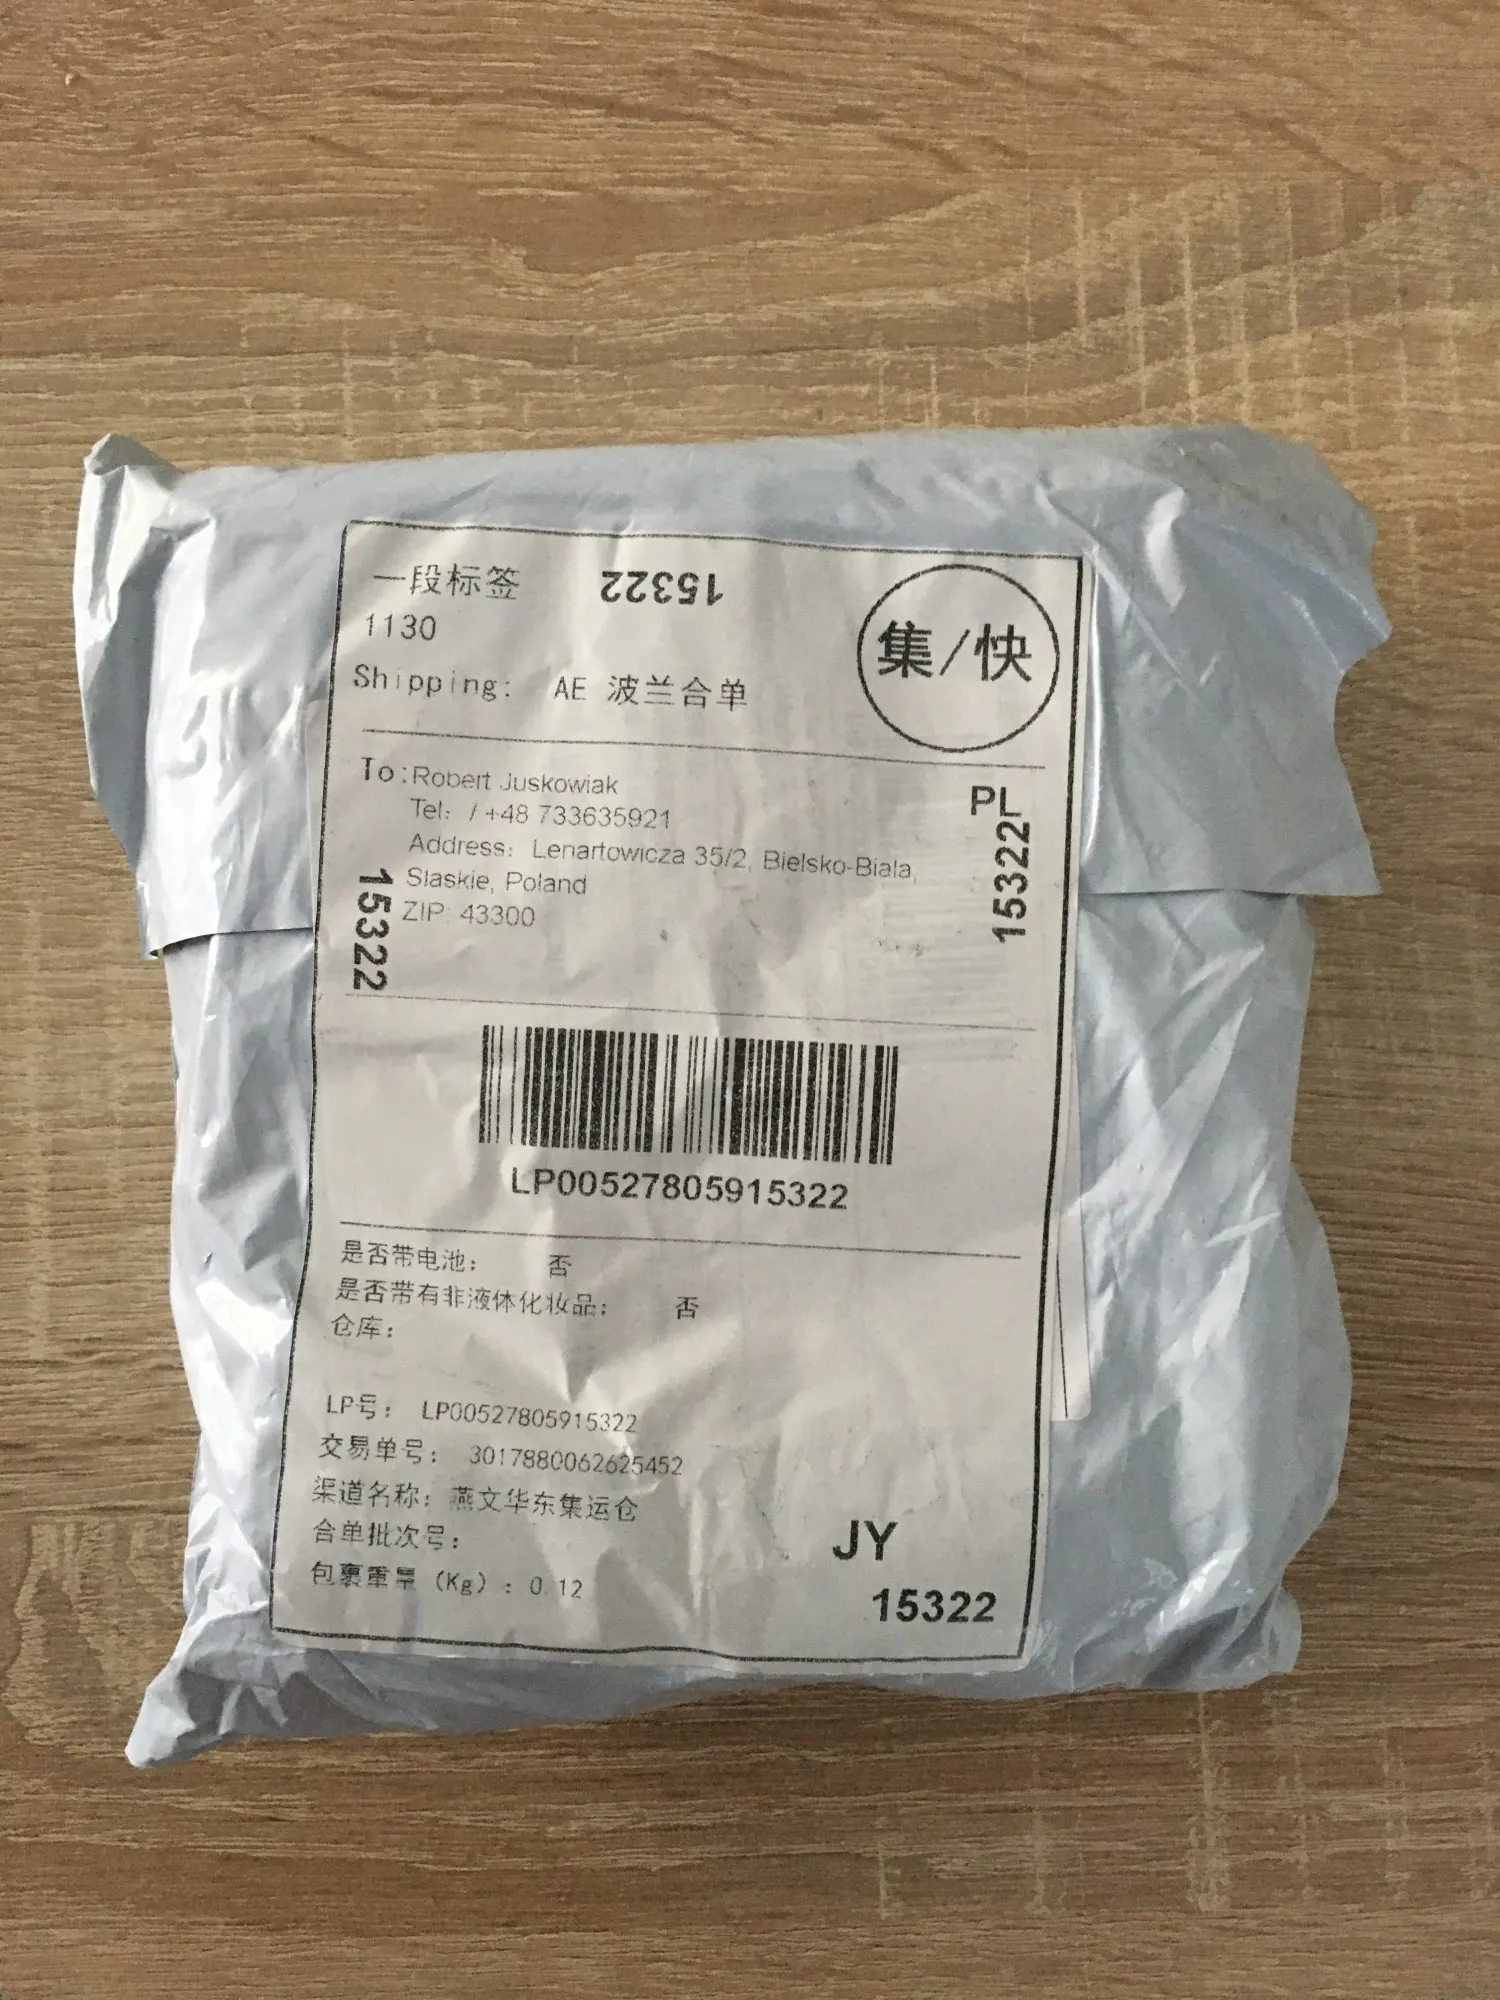 一段标签 15322
1130
集/快
Shipping: AE 波兰合单
To:Robert Juskowiak
Tel: / +48 733635921
Address: Lenartowicza 35/2, Bielsko-Biala,
Slaskie, Poland
ZIP: 43300
PL
15322
15322
LP00527805915322
是否带电池: 否
是否带有非液体化妆品: 否
仓库:
LP号: LP00527805915322
交易单号: 3017880062625452
渠道名称: 燕文华东集运仓
合单批次号:
包裹重量 (Kg) : 0.12
JY
15322